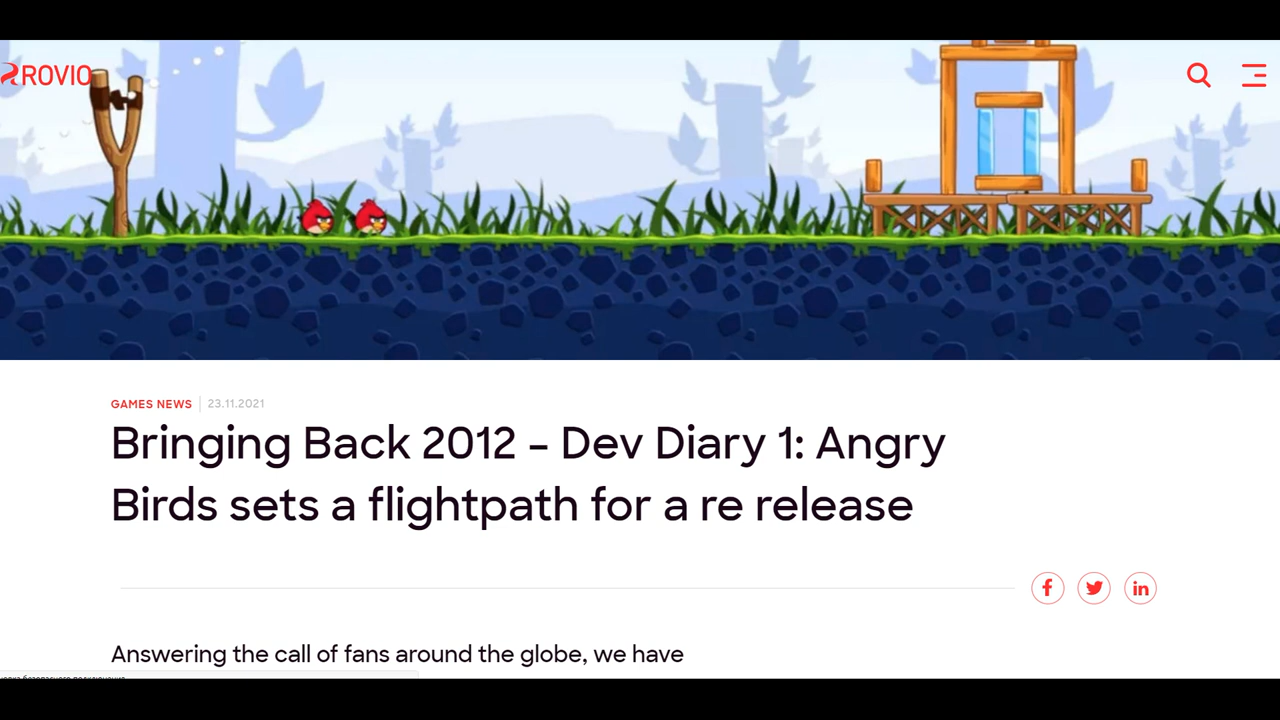 ROVIO
GAMES NEWS | 23.11.2021
Bringing Back 2012 – Dev Diary 1: Angry
Birds sets a flightpath for a re release
Answering the call of fans around the globe, we have